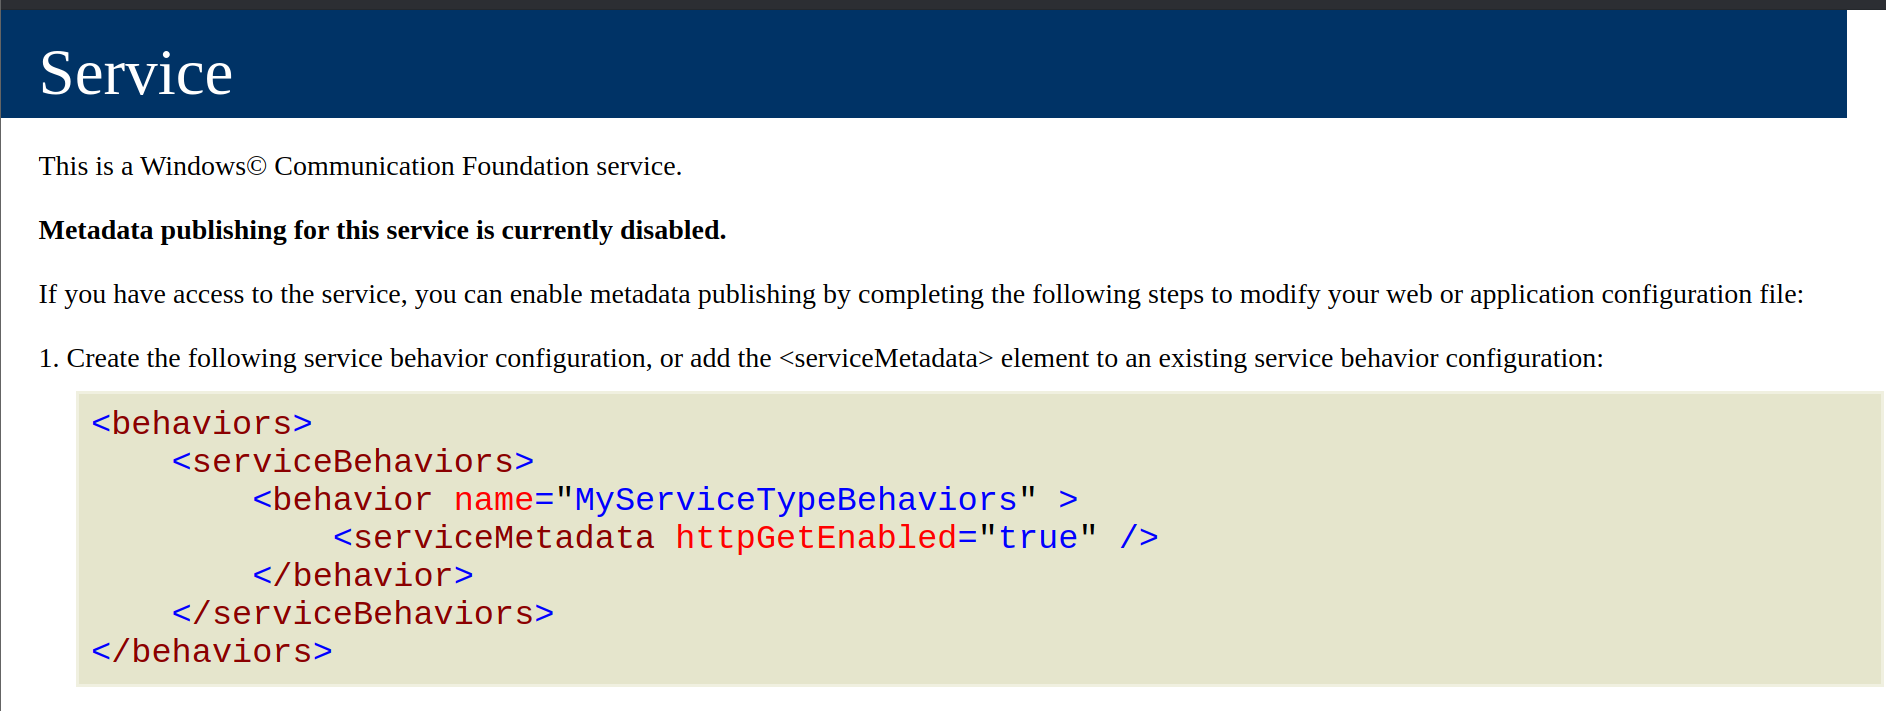 Service
This is a Windows© Communication Foundation service.
Metadata publishing for this service is currently disabled.
If you have access to the service, you can enable metadata publishing by completing the following steps to modify your web or application configuration file:
1. Create the following service behavior configuration, or add the <serviceMetadata> element to an existing service behavior configuration:
<behaviors>
    <serviceBehaviors>
        <behavior name="MyServiceTypeBehaviors" >
            <serviceMetadata httpGetEnabled="true" />
        </behavior>
    </serviceBehaviors>
</behaviors>